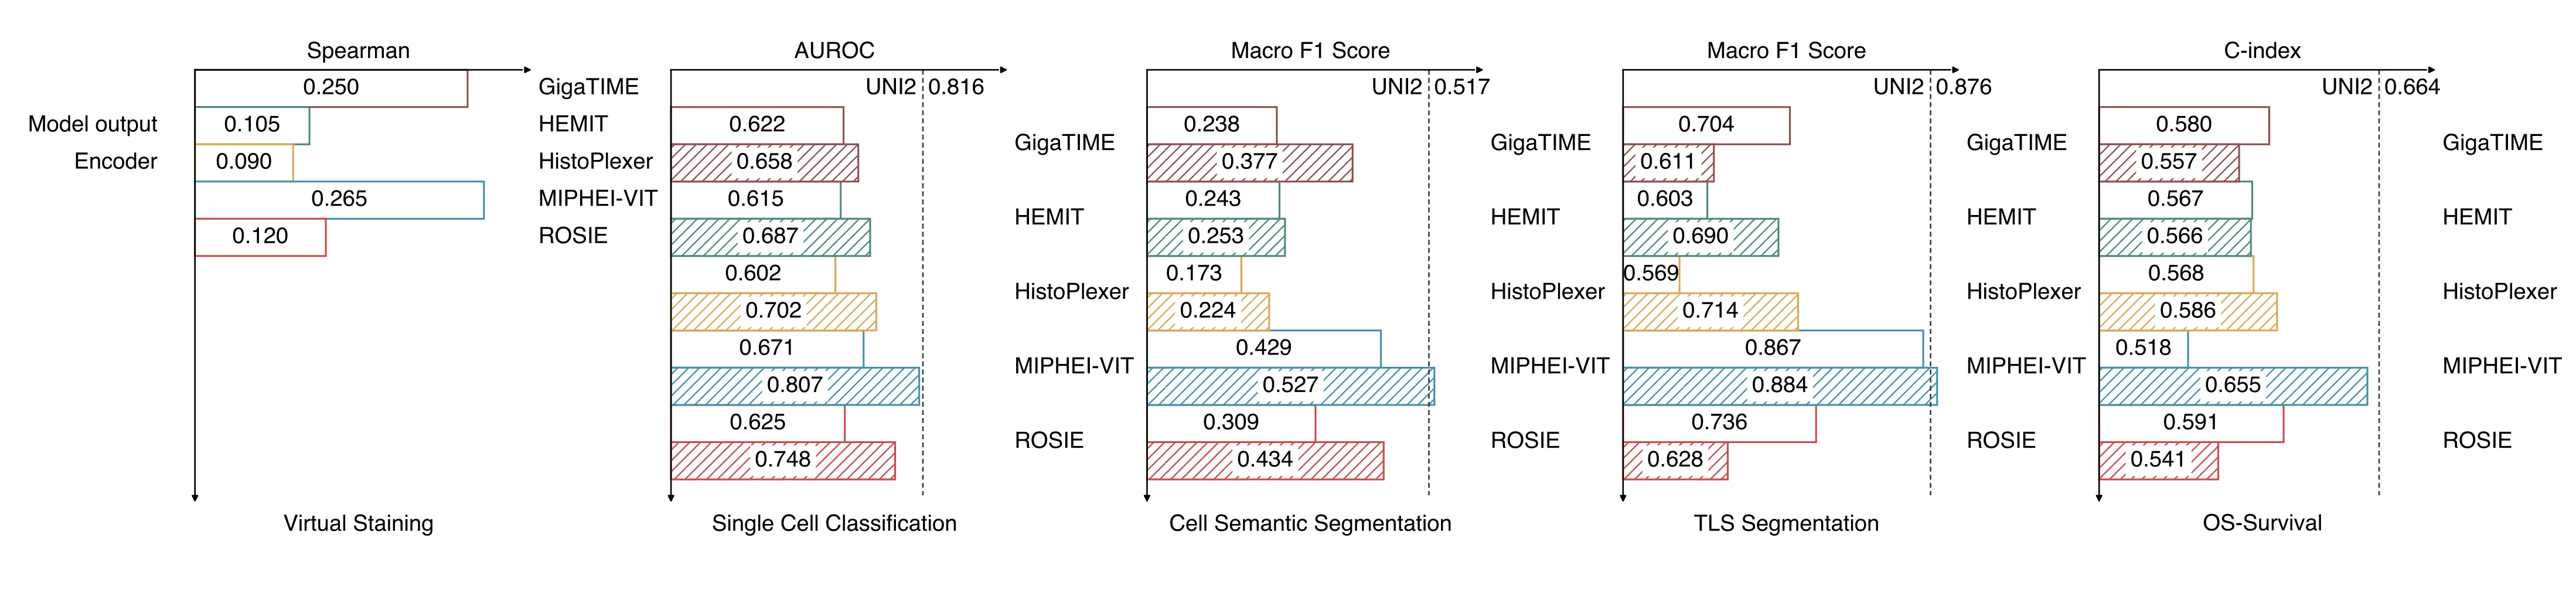 Spearman
AUROC
Macro F1 Score
Macro F1 Score
C-index
Model output
Encoder
0.250
0.105
0.090
0.265
0.120
GigaTIME
HEMIT
HistoPlexer
MIPHEI-VIT
ROSIE
Virtual Staining
UNI2 0.816
0.622
0.658
0.615
0.687
0.602
0.702
0.671
0.807
0.625
0.748
GigaTIME
HEMIT
HistoPlexer
MIPHEI-VIT
ROSIE
Single Cell Classification
UNI2 0.517
0.238
0.377
0.243
0.253
0.173
0.224
0.429
0.527
0.309
0.434
GigaTIME
HEMIT
HistoPlexer
MIPHEI-VIT
ROSIE
Cell Semantic Segmentation
UNI2 0.876
0.704
0.611
0.603
0.690
0.569
0.714
0.867
0.884
0.736
0.628
GigaTIME
HEMIT
HistoPlexer
MIPHEI-VIT
ROSIE
TLS Segmentation
UNI2 0.664
0.580
0.557
0.567
0.566
0.568
0.586
0.518
0.655
0.591
0.541
GigaTIME
HEMIT
HistoPlexer
MIPHEI-VIT
ROSIE
OS-Survival